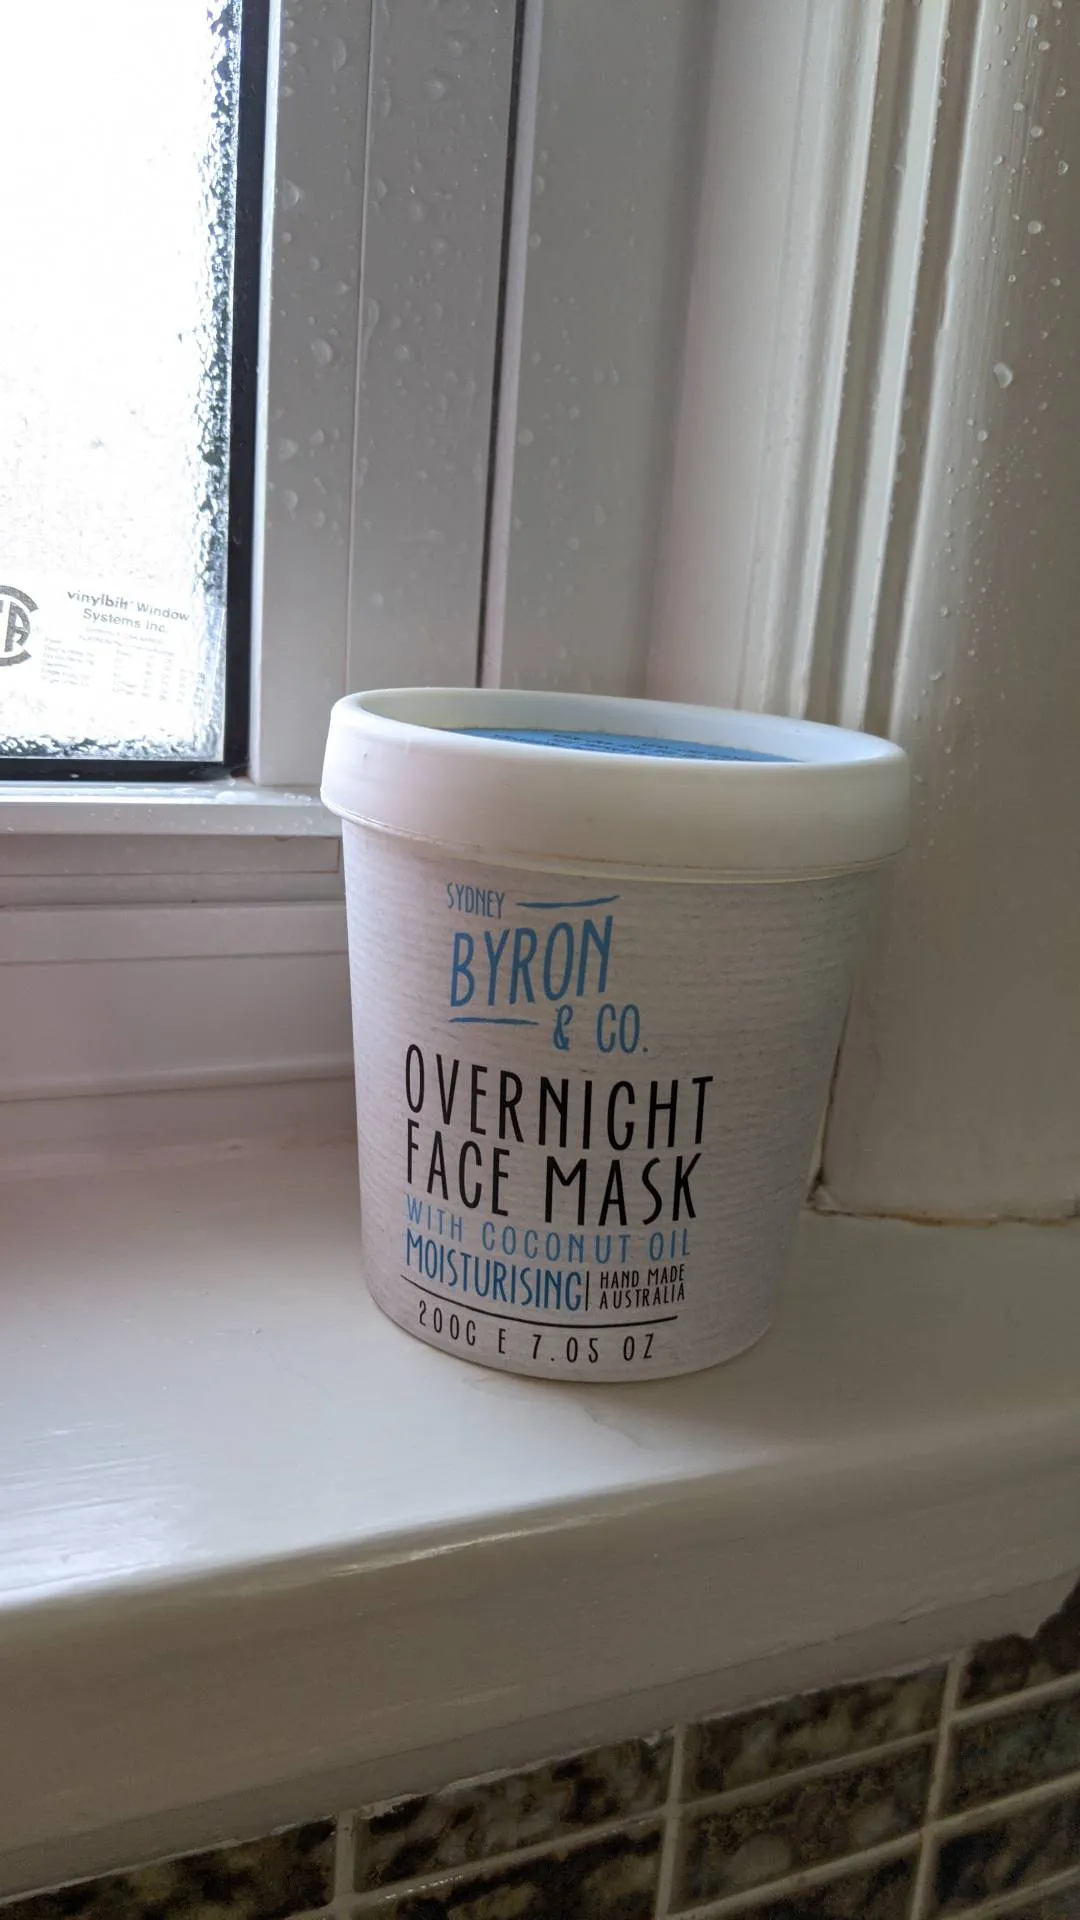 vinylbilt Window
Systems Inc.
SYDNEY
BYRON
& CO.
OVERNIGHT
FACE MASK
WITH COCONUT OIL
MOISTURISING
HAND MADE
AUSTRALIA
200G E 7.05 OZ